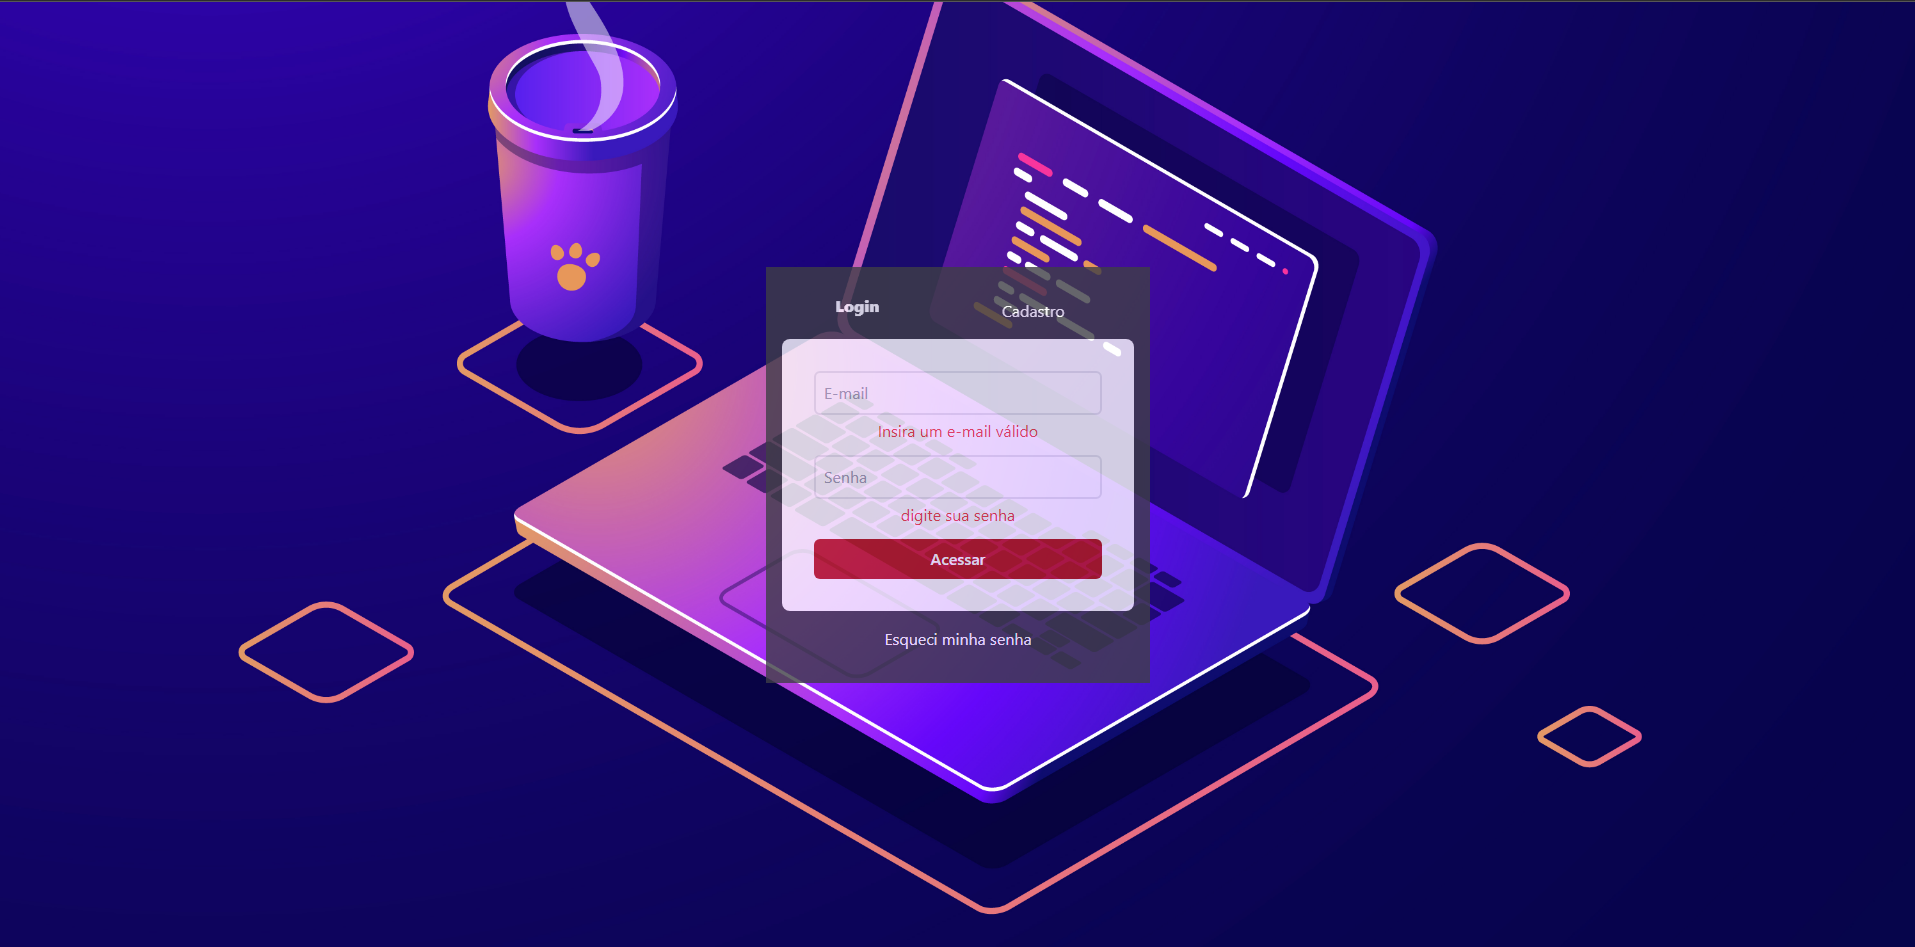 Login
Cadastro
E-mail
Insira um e-mail válido
Senha
digite sua senha
Acessar
Esqueci minha senha